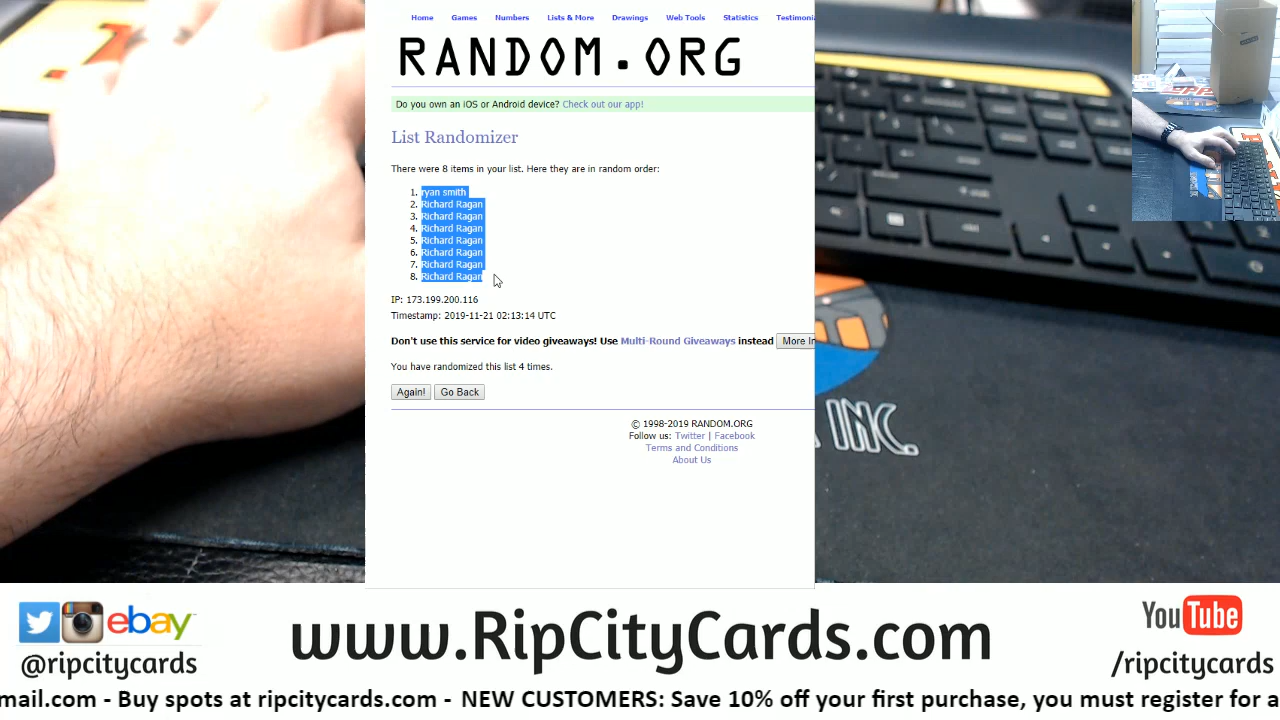 Home Games Numbers Lists & More Drawings Web Tools Statistics Testimonia
RANDOM.ORG
Do you own an iOS or Android device? Check out our app!
List Randomizer
There were 8 items in your list. Here they are in random order:
1. ryan smith
2. Richard Ragan
3. Richard Ragan
4. Richard Ragan
5. Richard Ragan
6. Richard Ragan
7. Richard Ragan
8. Richard Ragan
IP: 173.199.200.116
Timestamp: 2019-11-21 02:13:14 UTC
Don't use this service for video giveaways! Use Multi-Round Giveaways instead More In
You have randomized this list 4 times.
Again! Go Back
© 1998-2019 RANDOM.ORG
Follow us: Twitter | Facebook
Terms and Conditions
About Us
INC.
ebay
@ripcitycards
www.RipCityCards.com
YouTube
/ripcitycards
mail.com - Buy spots at ripcitycards.com - NEW CUSTOMERS: Save 10% off your first purchase, you must register for a